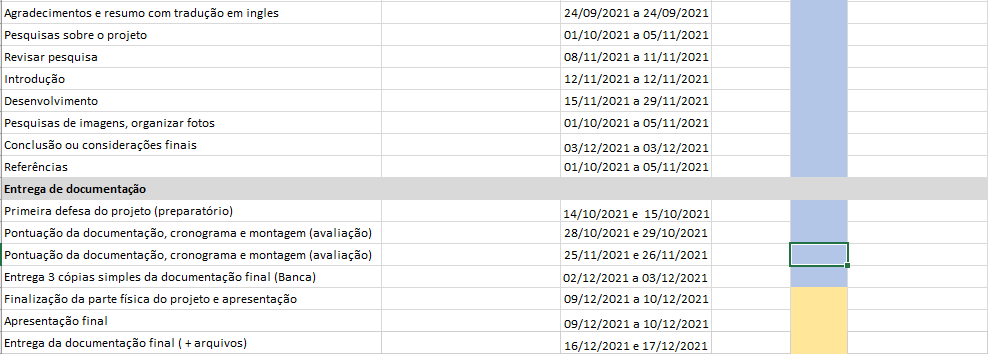 Agradecimentos e resumo com tradução em ingles 24/09/2021 a 24/09/2021
Pesquisas sobre o projeto 01/10/2021 a 05/11/2021
Revisar pesquisa 08/11/2021 a 11/11/2021
Introdução 12/11/2021 a 12/11/2021
Desenvolvimento 15/11/2021 a 29/11/2021
Pesquisas de imagens, organizar fotos 01/10/2021 a 05/11/2021
Conclusão ou considerações finais 03/12/2021 a 03/12/2021
Referências 01/10/2021 a 05/11/2021
Entrega de documentação
Primeira defesa do projeto (preparatório) 14/10/2021 e 15/10/2021
Pontuação da documentação, cronograma e montagem (avaliação) 28/10/2021 e 29/10/2021
Pontuação da documentação, cronograma e montagem (avaliação) 25/11/2021 e 26/11/2021
Entrega 3 cópias simples da documentação final (Banca) 02/12/2021 a 03/12/2021
Finalização da parte física do projeto e apresentação 09/12/2021 a 10/12/2021
Apresentação final 09/12/2021 a 10/12/2021
Entrega da documentação final ( + arquivos) 16/12/2021 e 17/12/2021